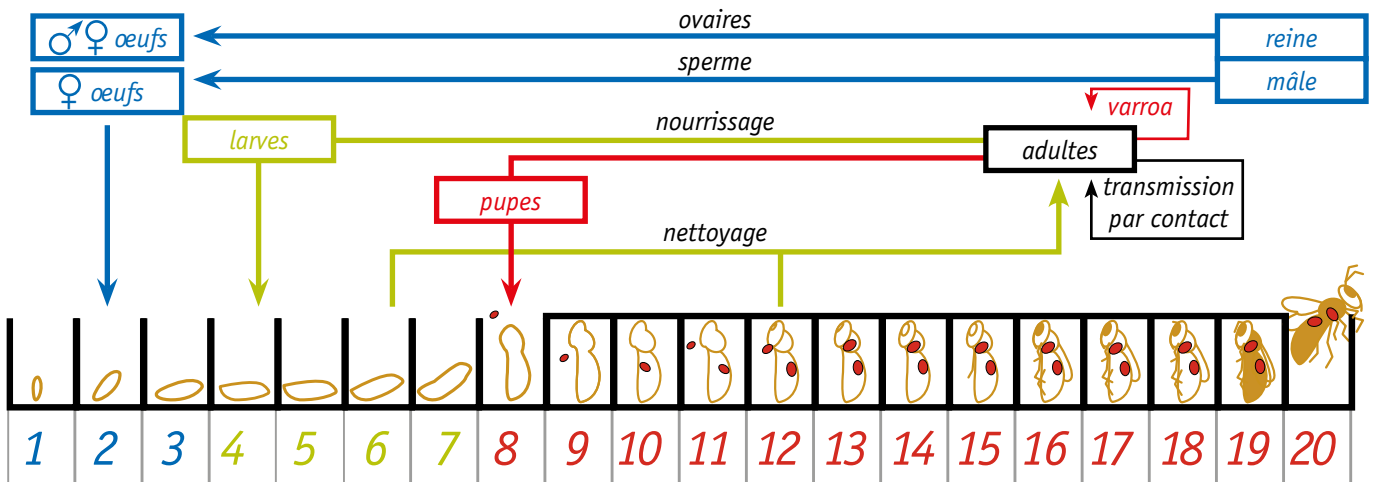 ovaires
♂♀ œufs
reine
sperme
♀ œufs
mâle
varroa
nourrissage
larves
adultes
transmission
par contact
pupes
nettoyage
1 2 3 4 5 6 7 8 9 10 11 12 13 14 15 16 17 18 19 20